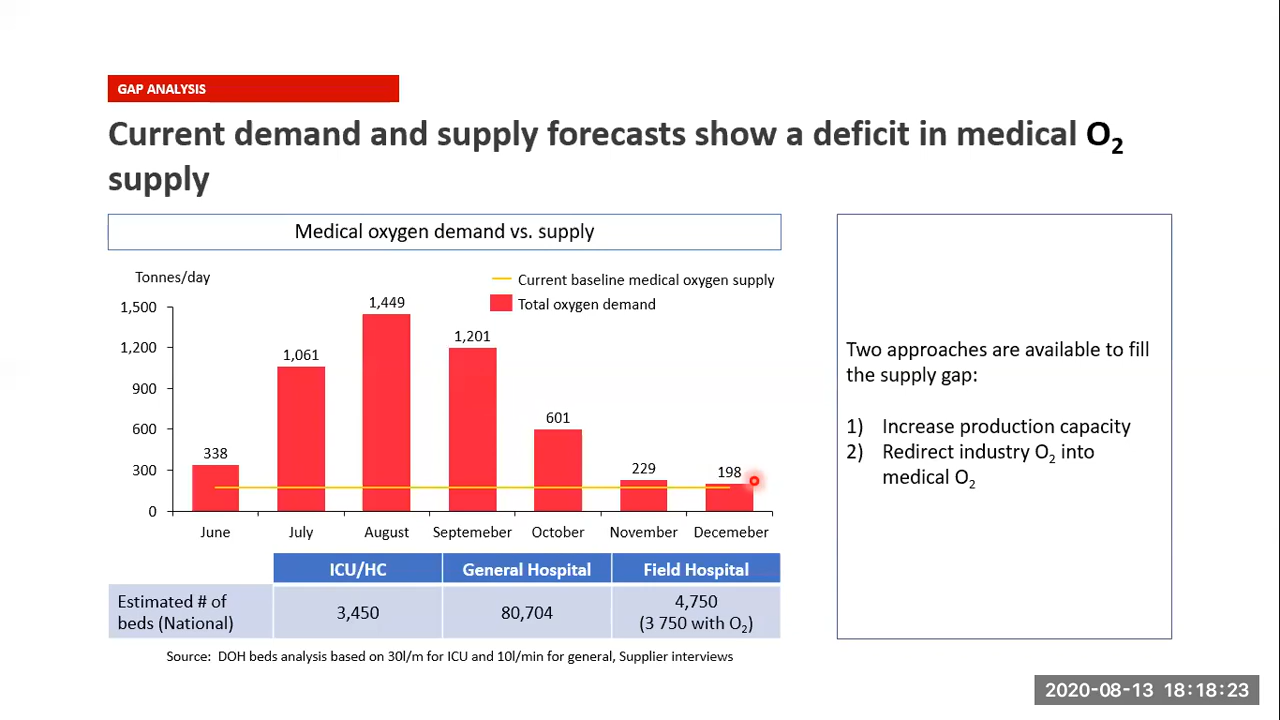 GAP ANALYSIS
Current demand and supply forecasts show a deficit in medical O₂
supply
Medical oxygen demand vs. supply
Tonnes/day
Current baseline medical oxygen supply
Total oxygen demand
1,500
1,200
900
600
300
0
338
1,061
1,449
1,201
601
229
198
June
July
August
Septemeber
October
November
Decemeber
ICU/HC
General Hospital
Field Hospital
Estimated # of
beds (National)
3,450
80,704
4,750
(3 750 with O₂)
Source: DOH beds analysis based on 30l/m for ICU and 10l/min for general, Supplier interviews
Two approaches are available to fill
the supply gap:
1) Increase production capacity
2) Redirect industry O₂ into
medical O₂
2020-08-13 18:18:23